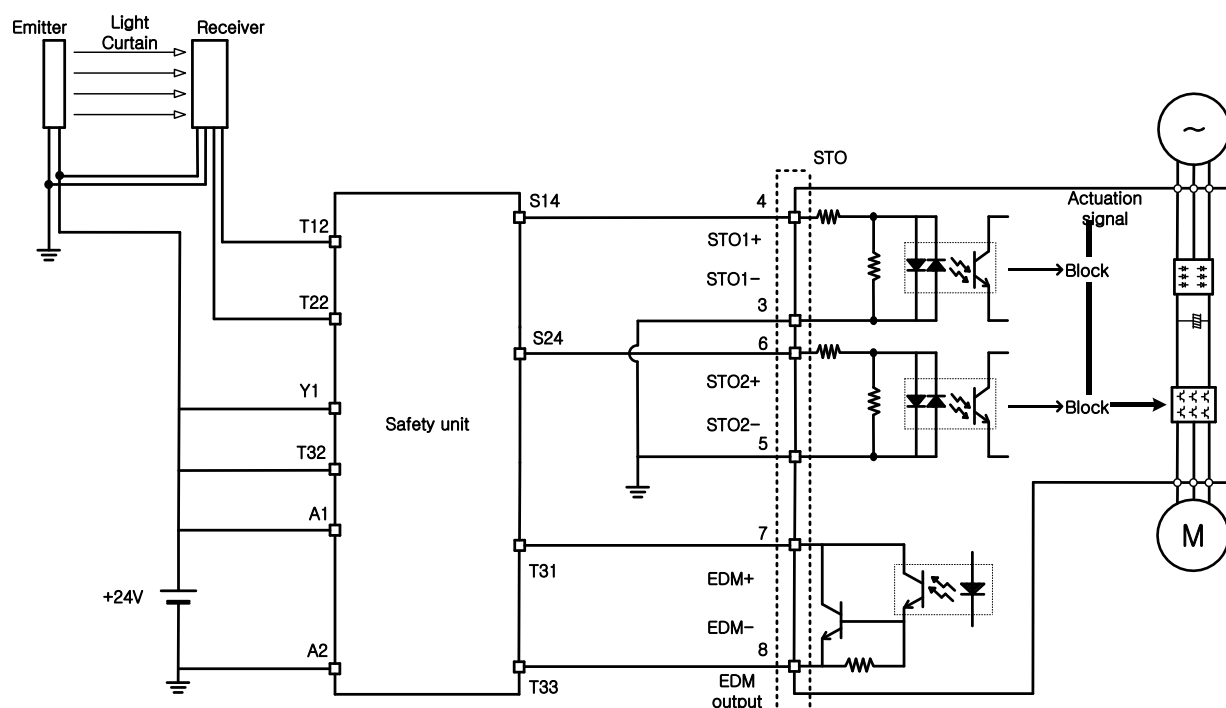 Emitter
Light
Curtain
Receiver
STO
S14
4
Actuation
signal
T12
STO1+
STO1-
Block
T22
3
S24
6
Y1
STO2+
Block
Safety unit
STO2-
T32
5
A1
7
T31
EDM+
+24V
EDM-
A2
8
T33
EDM
output
~
M